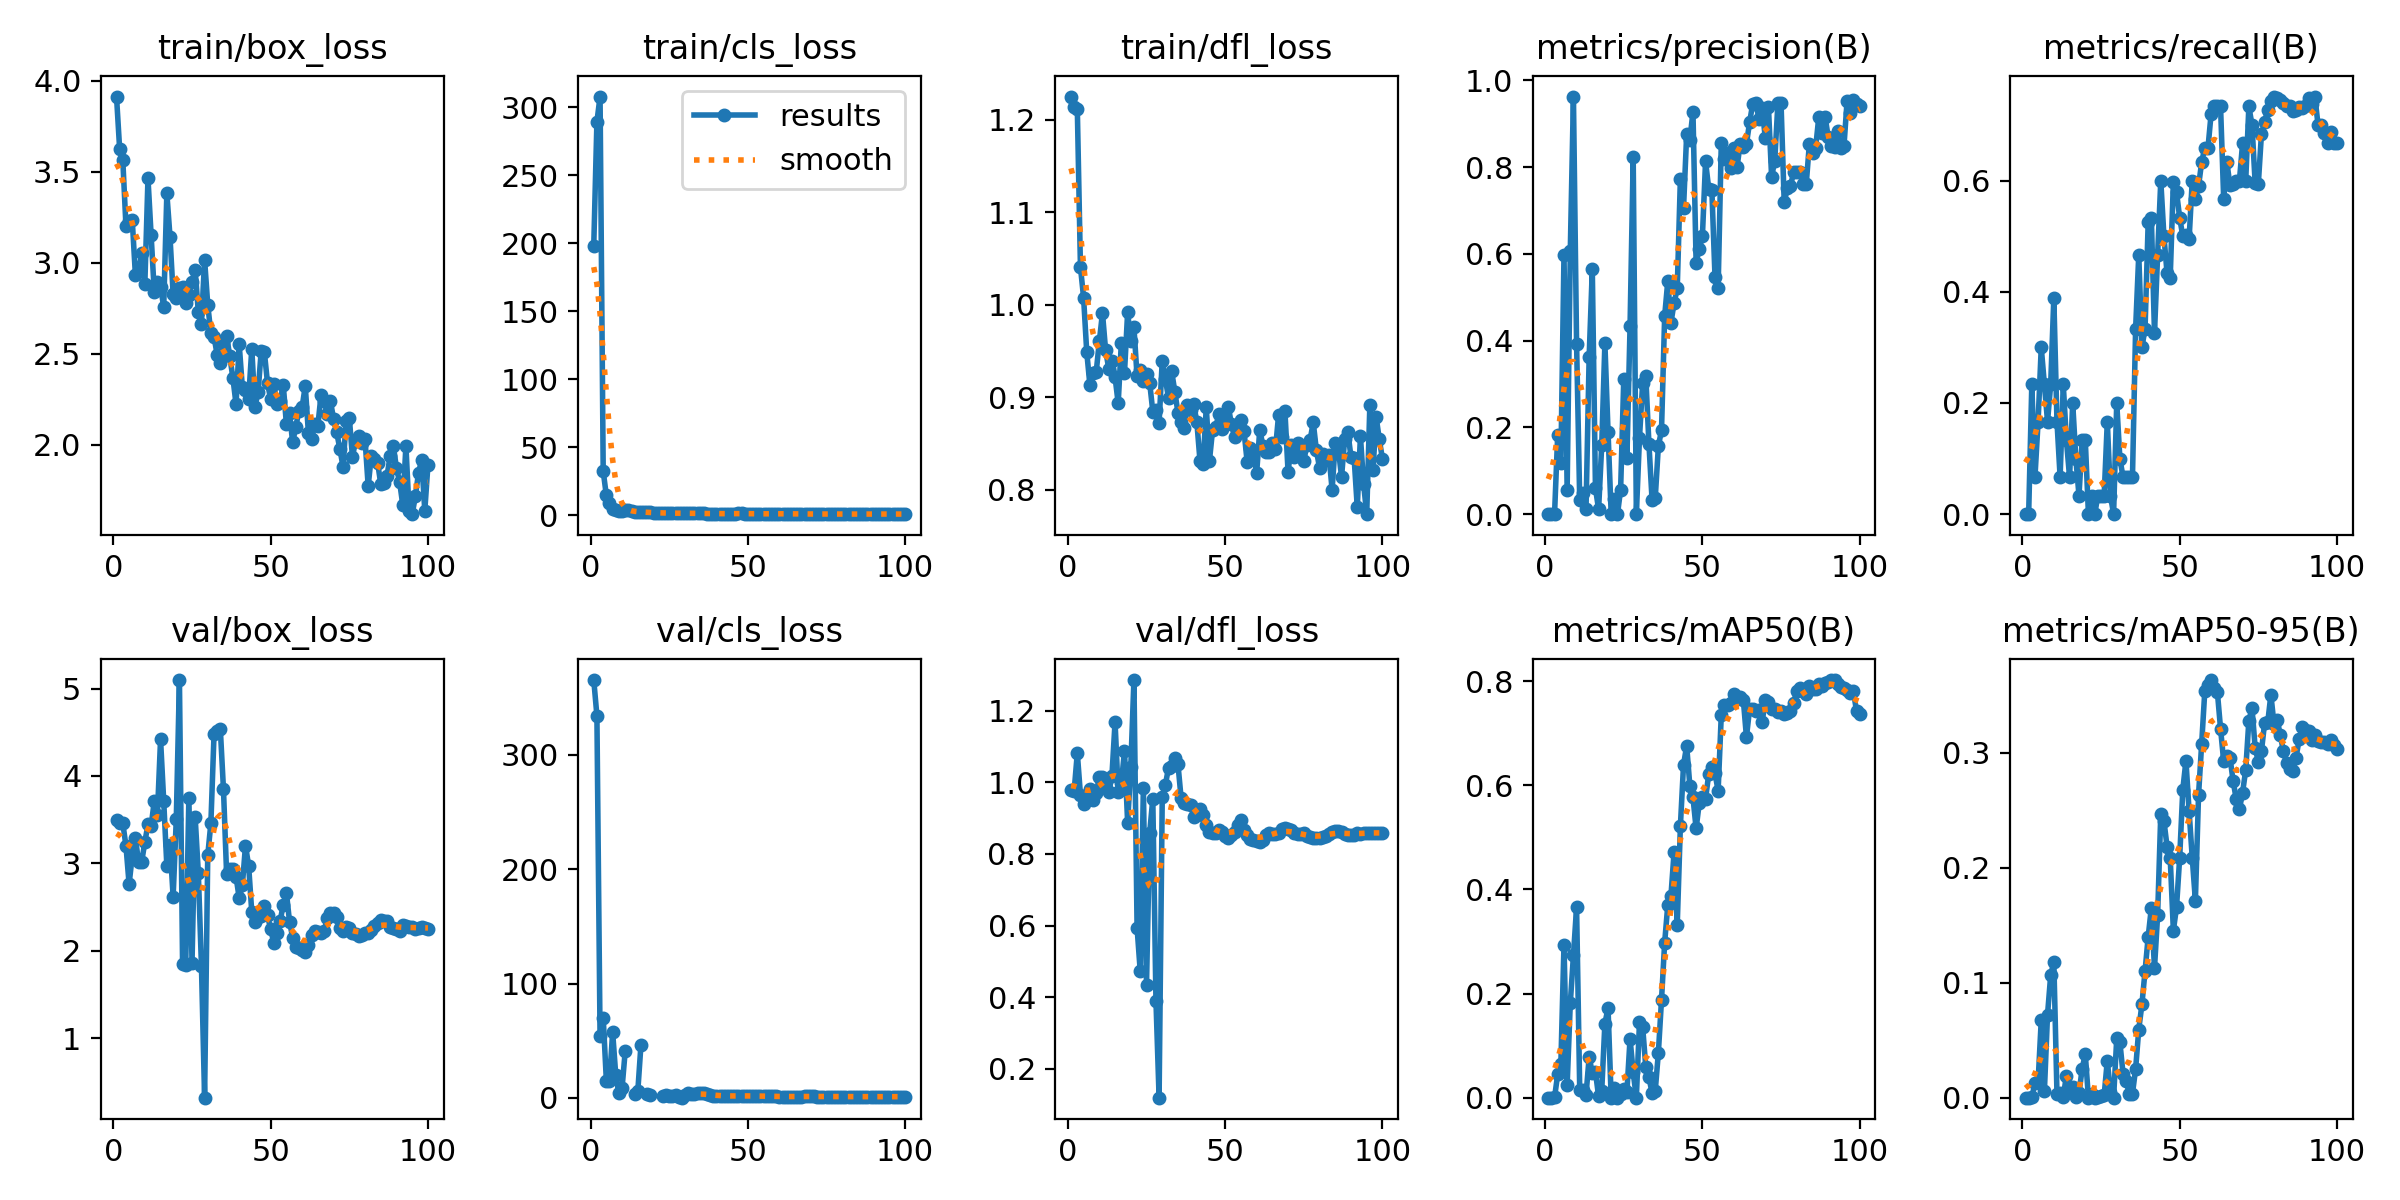 train/box_loss
4.0
3.5
3.0
2.5
2.0
0 50 100
train/cls_loss
results
smooth
300
250
200
150
100
50
0
0 50 100
train/dfl_loss
1.2
1.1
1.0
0.9
0.8
0 50 100
metrics/precision(B)
1.0
0.8
0.6
0.4
0.2
0.0
0 50 100
metrics/recall(B)
0.6
0.4
0.2
0.0
0 50 100
val/box_loss
5
4
3
2
1
0 50 100
val/cls_loss
300
200
100
0
0 50 100
val/dfl_loss
1.2
1.0
0.8
0.6
0.4
0.2
0 50 100
metrics/mAP50(B)
0.8
0.6
0.4
0.2
0.0
0 50 100
metrics/mAP50-95(B)
0.3
0.2
0.1
0.0
0 50 100